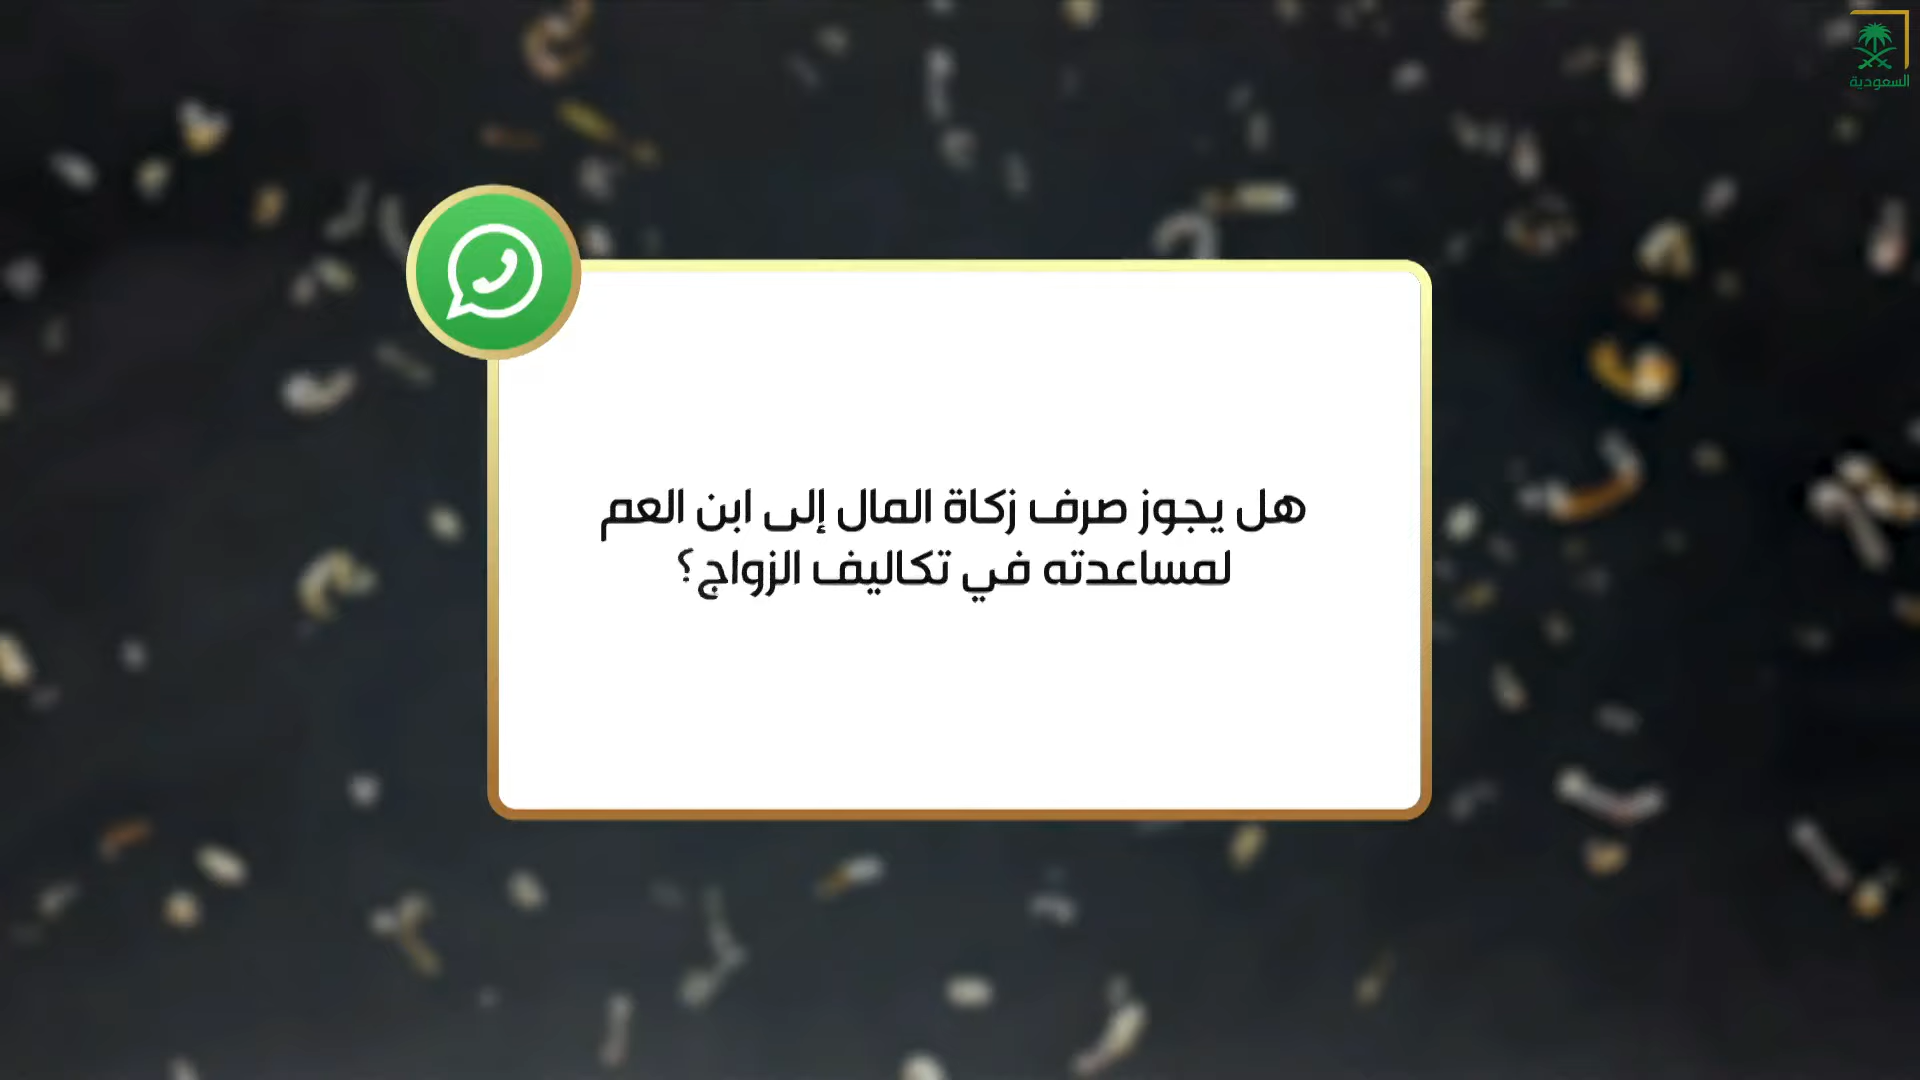 السعودية
هل يجوز صرف زكاة المال إلى ابن العم
لمساعدته في تكاليف الزواج؟